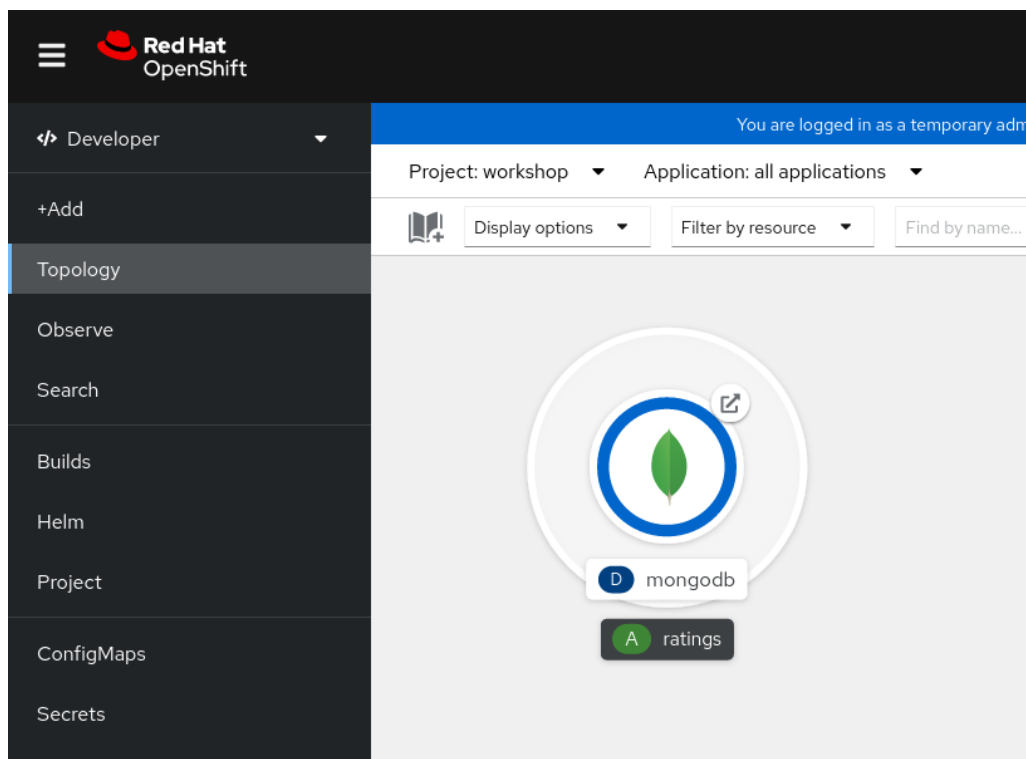 Red Hat
OpenShift
</> Developer
You are logged in as a temporary adm
Project: workshop
Application: all applications
+Add
Display options
Filter by resource
Find by name...
Topology
Observe
Search
Builds
Helm
Project
ConfigMaps
Secrets
D mongodb
A ratings